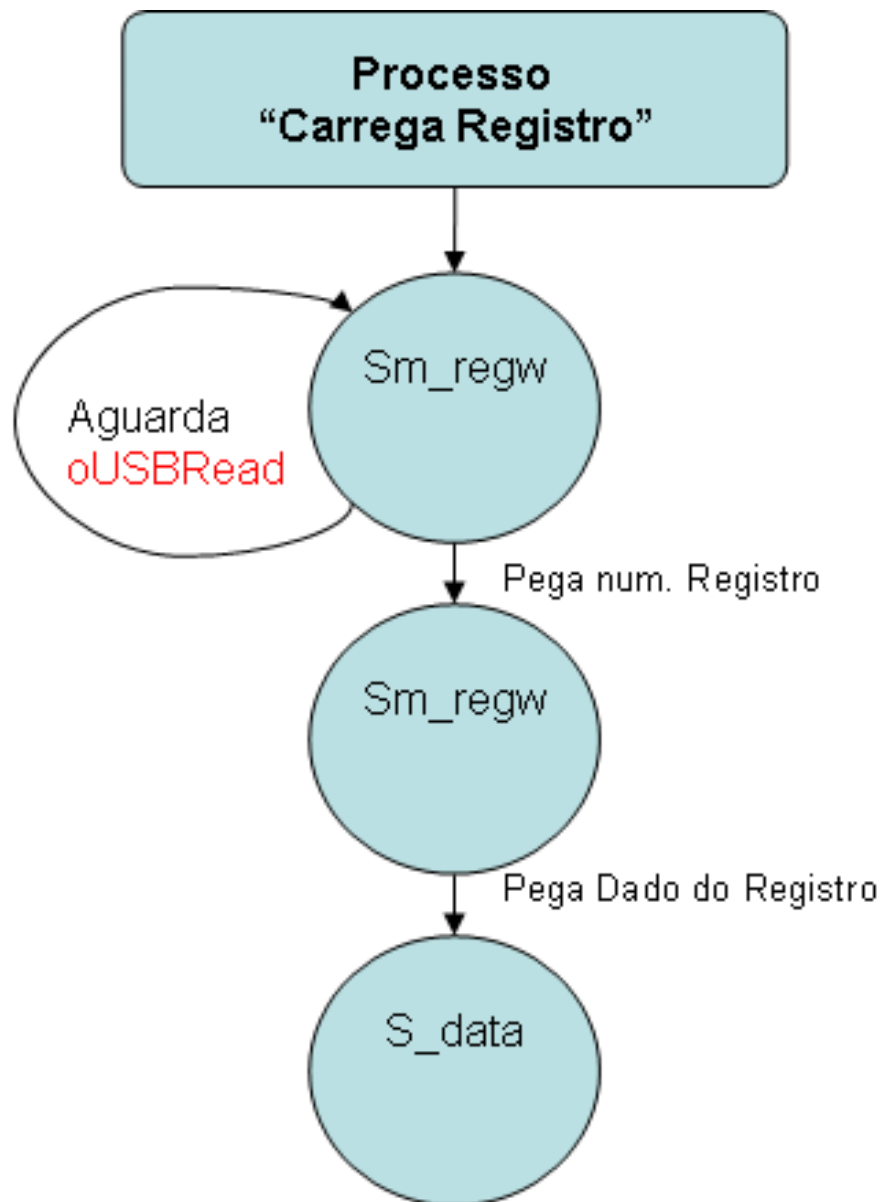 Processo
“Carrega Registro”
Sm_regw
Aguarda
oUSBRead
Pega num. Registro
Sm_regw
Pega Dado do Registro
S_data